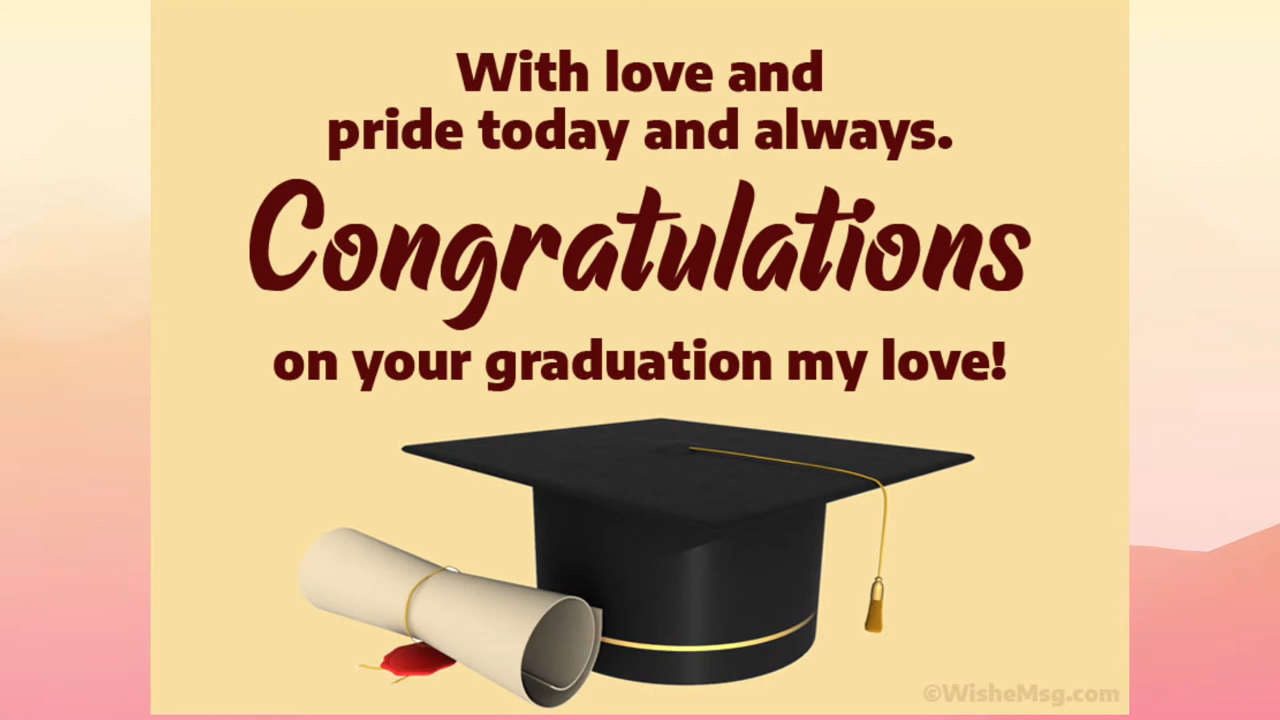 With love and
pride today and always.
Congratulations
on your graduation my love!
©WisheMsg.com